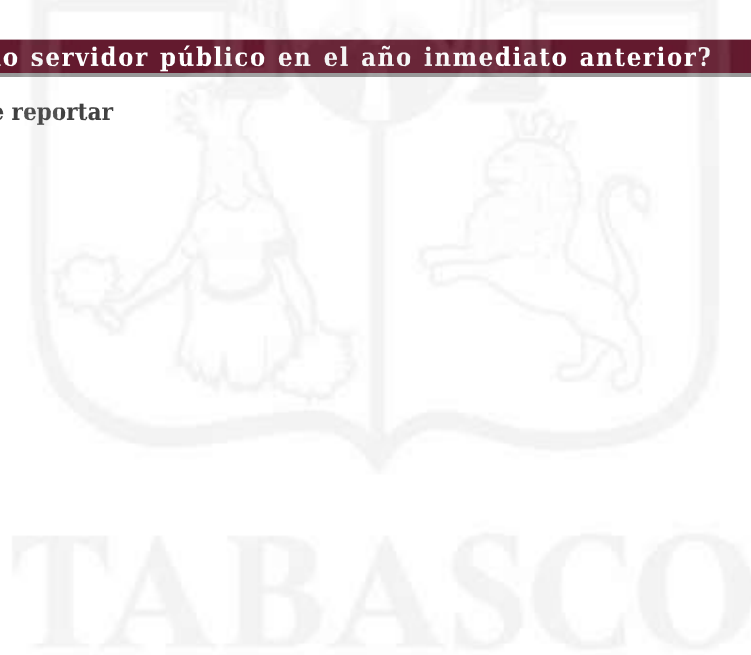 o servidor público en el año inmediato anterior?
e reportar
TABASCO